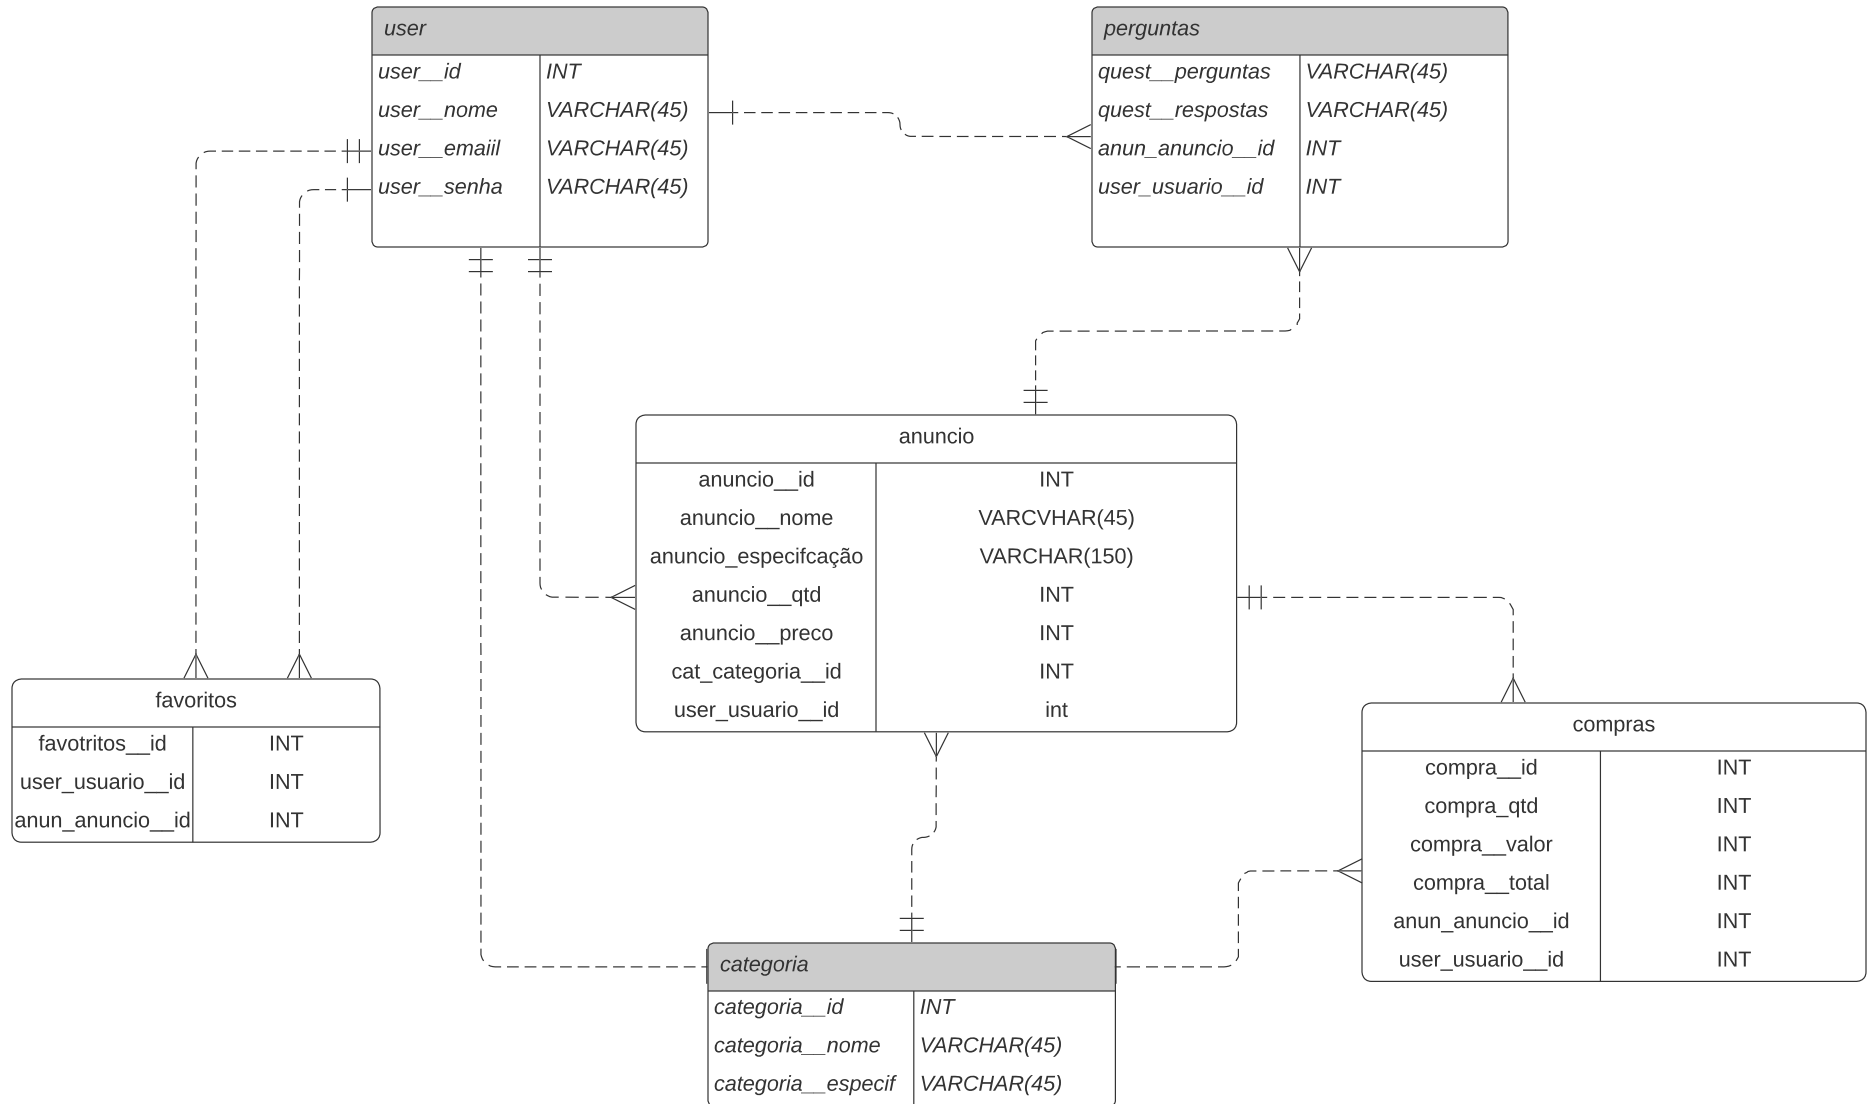 user
user__id INT
user__nome VARCHAR(45)
user__emaiil VARCHAR(45)
user__senha VARCHAR(45)
perguntas
quest__perguntas VARCHAR(45)
quest__respostas VARCHAR(45)
anun_anuncio__id INT
user_usuario__id INT
anuncio
anuncio__id INT
anuncio__nome VARCVHAR(45)
anuncio_especifcação VARCHAR(150)
anuncio__qtd INT
anuncio__preco INT
cat_categoria__id INT
user_usuario__id int
favoritos
favotritos__id INT
user_usuario__id INT
anun_anuncio__id INT
compras
compra__id INT
compra_qtd INT
compra__valor INT
compra__total INT
anun_anuncio__id INT
user_usuario__id INT
categoria
categoria__id INT
categoria__nome VARCHAR(45)
categoria__especif VARCHAR(45)